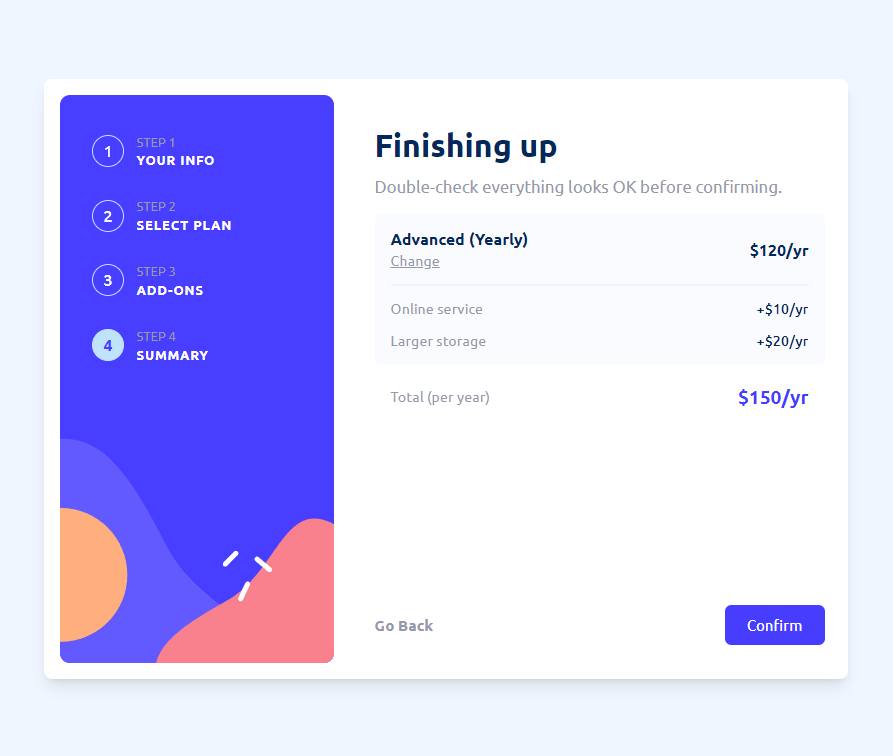 1
STEP 1
YOUR INFO
2
STEP 2
SELECT PLAN
3
STEP 3
ADD-ONS
4
STEP 4
SUMMARY
Finishing up
Double-check everything looks OK before confirming.
Advanced (Yearly)
Change
$120/yr
Online service +$10/yr
Larger storage +$20/yr
Total (per year) $150/yr
Go Back
Confirm